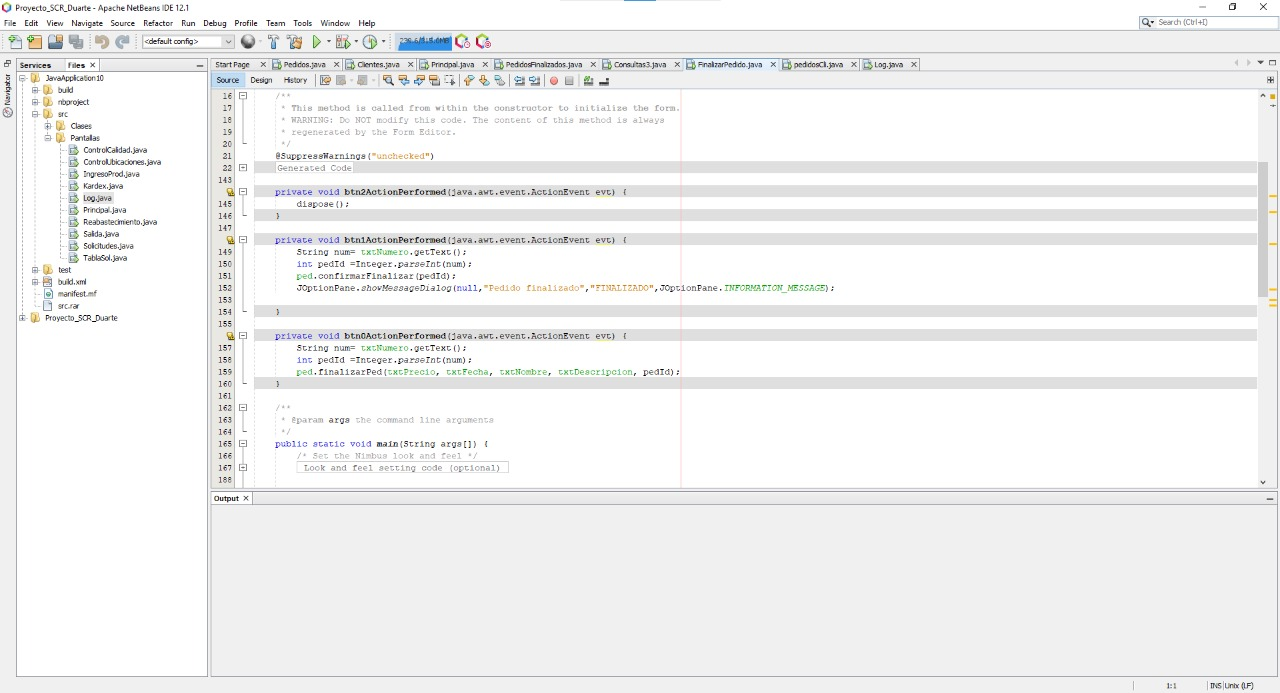 Proyecto_SCR_Duarte - Apache NetBeans IDE 12.1
File Edit View Navigate Source Refactor Run Debug Profile Team Tools Window Help
Search (Ctrl+I)
<default config>
Services Files
Start Page Pedidos.java Clientes.java Principal.java PedidosFinalizados.java Consultas3.java FinalizarPedido.java pedidosCli.java Log.java
Source Design History
Navigator
JavaApplication10
build
nbproject
src
Clases
Pantallas
ControlCalidad.java
ControlUbicaciones.java
IngresoProd.java
Kardex.java
Log.java
Principal.java
Reabastecimiento.java
Salida.java
Solicitudes.java
TablaSol.java
test
build.xml
manifest.mf
src.rar
Proyecto_SCR_Duarte
16 /**
17 * This method is called from within the constructor to initialize the form.
18 * WARNING: Do NOT modify this code. The content of this method is always
19 * regenerated by the Form Editor.
20 */
21 @SuppressWarnings("unchecked")
22 Generated Code
143
private void btn2ActionPerformed(java.awt.event.ActionEvent evt) {
145 dispose();
146 }
147
private void btn1ActionPerformed(java.awt.event.ActionEvent evt) {
149 String num= txtNumero.getText();
150 int pedId =Integer.parseInt(num);
151 ped.confirmarFinalizar(pedId);
152 JOptionPane.showMessageDialog(null,"Pedido finalizado","FINALIZADO",JOptionPane.INFORMATION_MESSAGE);
153
154 }
155
private void btn0ActionPerformed(java.awt.event.ActionEvent evt) {
157 String num= txtNumero.getText();
158 int pedId =Integer.parseInt(num);
159 ped.finalizarPed(txtPrecio, txtFecha, txtNombre, txtDescripcion, pedId);
160 }
161
162 /**
163 * @param args the command line arguments
164 */
165 public static void main(String args[]) {
166 /* Set the Nimbus look and feel */
167 Look and feel setting code (optional)
188
Output
1:1 INS Unix (LF)